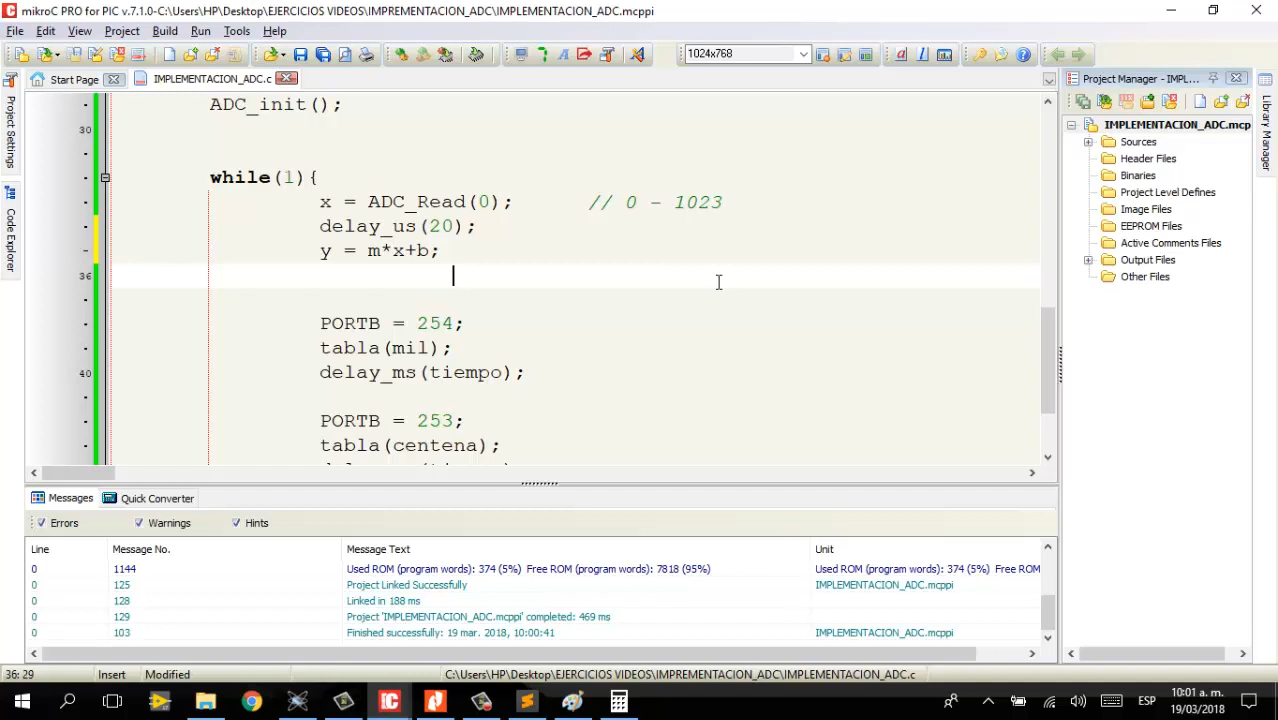 mikroC PRO for PIC v.7.1.0-C:\Users\HP\Desktop\EJERCICIOS VIDEOS\IMPREMENTACION_ADC\IMPLEMENTACION_ADC.mcppi
File Edit View Project Build Run Tools Help
1024x768
Start Page IMPLEMENTACION_ADC.c
Project Manager - IMPL...
Project Settings
Code Explorer
Library Manager
ADC_init();
30
while(1){
x = ADC_Read(0); // 0 - 1023
delay_us(20);
y = m*x+b;
36
PORTB = 254;
tabla(mil);
40 delay_ms(tiempo);
PORTB = 253;
tabla(centena);
IMPLEMENTACION_ADC.mcp
Sources
Header Files
Binaries
Project Level Defines
Image Files
EEPROM Files
Active Comments Files
Output Files
Other Files
Messages Quick Converter
Errors Warnings Hints
Line Message No. Message Text Unit
0 1144 Used ROM (program words): 374 (5%) Free ROM (program words): 7818 (95%) Used ROM (program words): 374 (5%) Free ROM
0 125 Project Linked Successfully IMPLEMENTACION_ADC.mcppi
0 128 Linked in 188 ms
0 129 Project 'IMPLEMENTACION_ADC.mcppi' completed: 469 ms
0 103 Finished successfully: 19 mar. 2018, 10:00:41 IMPLEMENTACION_ADC.mcppi
36:29 Insert Modified C:\Users\HP\Desktop\EJERCICIOS VIDEOS\IMPREMENTACION_ADC\IMPLEMENTACION_ADC.c
ESP
10:01 a. m.
19/03/2018